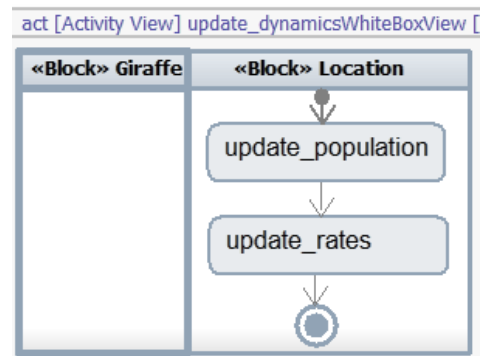 act [Activity View] update_dynamicsWhiteBoxView [
«Block» Giraffe «Block» Location
update_population
update_rates